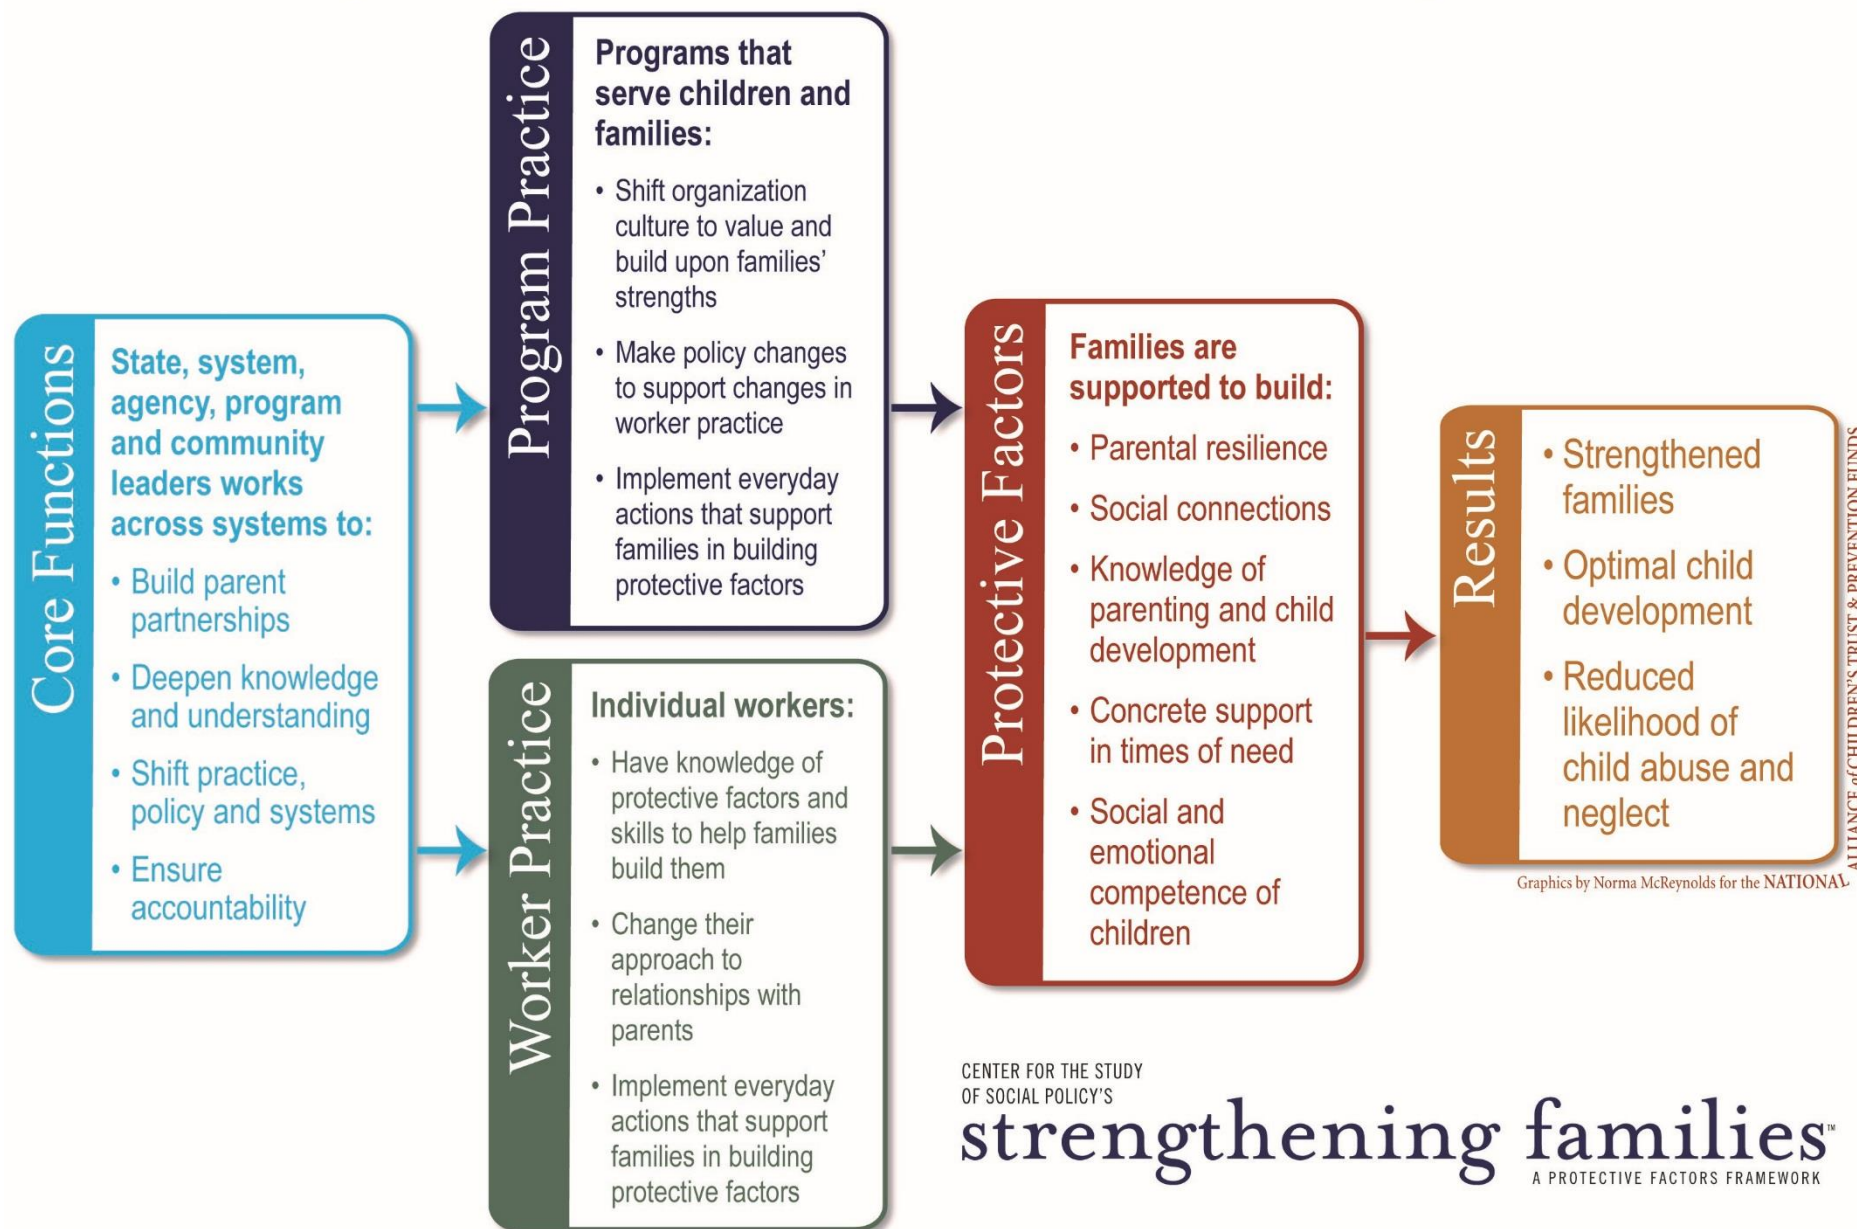 Core Functions
State, system,
agency, program
and community
leaders works
across systems to:
• Build parent
partnerships
• Deepen knowledge
and understanding
• Shift practice,
policy and systems
• Ensure
accountability
Program Practice
Programs that
serve children and
families:
• Shift organization
culture to value and
build upon families’
strengths
• Make policy changes
to support changes in
worker practice
• Implement everyday
actions that support
families in building
protective factors
Worker Practice
Individual workers:
• Have knowledge of
protective factors and
skills to help families
build them
• Change their
approach to
relationships with
parents
• Implement everyday
actions that support
families in building
protective factors
Protective Factors
Families are
supported to build:
• Parental resilience
• Social connections
• Knowledge of
parenting and child
development
• Concrete support
in times of need
• Social and
emotional
competence of
children
Results
• Strengthened
families
• Optimal child
development
• Reduced
likelihood of
child abuse and
neglect
Graphics by Norma McReynolds for the NATIONAL
ALLIANCE of CHILDREN'S TRUST & PREVENTION FUNDS
CENTER FOR THE STUDY
OF SOCIAL POLICY'S
strengthening families™
A PROTECTIVE FACTORS FRAMEWORK